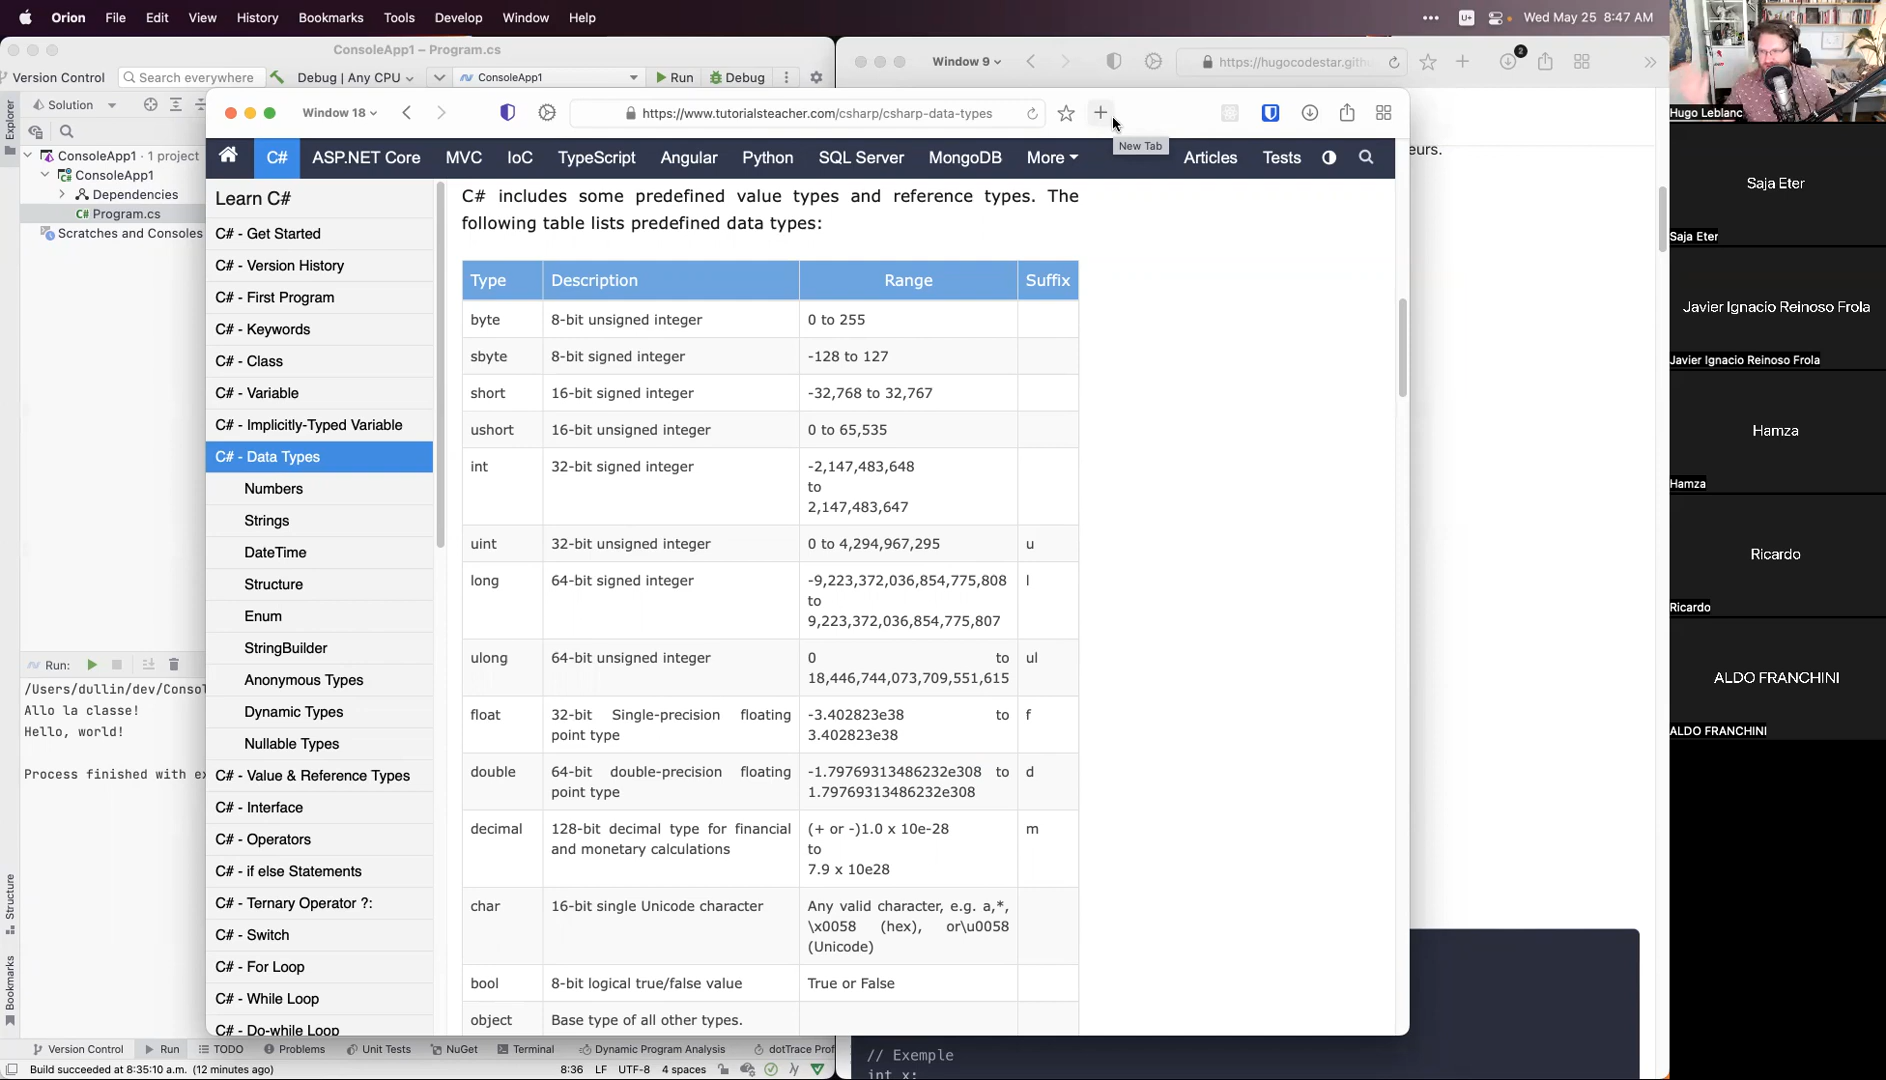 Orion File Edit View History Bookmarks Tools Develop Window Help
Wed May 25 8:47 AM
ConsoleApp1 – Program.cs
Version Control
Search everywhere
Debug | Any CPU
ConsoleApp1
Run
Debug
Window 9
https://hugocodestar.gith
2
Solution
Explorer
ConsoleApp1 · 1 project
ConsoleApp1
Dependencies
C# Program.cs
Scratches and Consoles
Window 18
https://www.tutorialsteacher.com/csharp/csharp-data-types
New Tab
eurs.
C# ASP.NET Core MVC IoC TypeScript Angular Python SQL Server MongoDB More
Articles Tests
Learn C#
C# - Get Started
C# - Version History
C# - First Program
C# - Keywords
C# - Class
C# - Variable
C# - Implicitly-Typed Variable
C# - Data Types
Numbers
Strings
DateTime
Structure
Enum
StringBuilder
Anonymous Types
Dynamic Types
Nullable Types
C# - Value & Reference Types
C# - Interface
C# - Operators
C# - if else Statements
C# - Ternary Operator ?:
C# - Switch
C# - For Loop
C# - While Loop
C# - Do-while Loop
C# includes some predefined value types and reference types. The
following table lists predefined data types:
Type Description Range Suffix
byte 8-bit unsigned integer 0 to 255
sbyte 8-bit signed integer -128 to 127
short 16-bit signed integer -32,768 to 32,767
ushort 16-bit unsigned integer 0 to 65,535
int 32-bit signed integer -2,147,483,648
to
2,147,483,647
uint 32-bit unsigned integer 0 to 4,294,967,295 u
long 64-bit signed integer -9,223,372,036,854,775,808 l
to
9,223,372,036,854,775,807
ulong 64-bit unsigned integer 0 to ul
18,446,744,073,709,551,615
float 32-bit Single-precision floating -3.402823e38 to f
point type 3.402823e38
double 64-bit double-precision floating -1.79769313486232e308 to d
point type 1.79769313486232e308
decimal 128-bit decimal type for financial (+ or -)1.0 x 10e-28 m
and monetary calculations to
7.9 x 10e28
char 16-bit single Unicode character Any valid character, e.g. a,*,
\x0058 (hex), or\u0058
(Unicode)
bool 8-bit logical true/false value True or False
object Base type of all other types.
Run:
/Users/dullin/dev/Consol
Allo la classe!
Hello, world!
Process finished with ex
Structure
Bookmarks
// Exemple
int x;
Version Control Run TODO Problems Unit Tests NuGet Terminal Dynamic Program Analysis dotTrace Prof
Build succeeded at 8:35:10 a.m. (12 minutes ago)
8:36 LF UTF-8 4 spaces
Hugo Leblanc
Saja Eter
Saja Eter
Javier Ignacio Reinoso Frola
Javier Ignacio Reinoso Frola
Hamza
Hamza
Ricardo
Ricardo
ALDO FRANCHINI
ALDO FRANCHINI